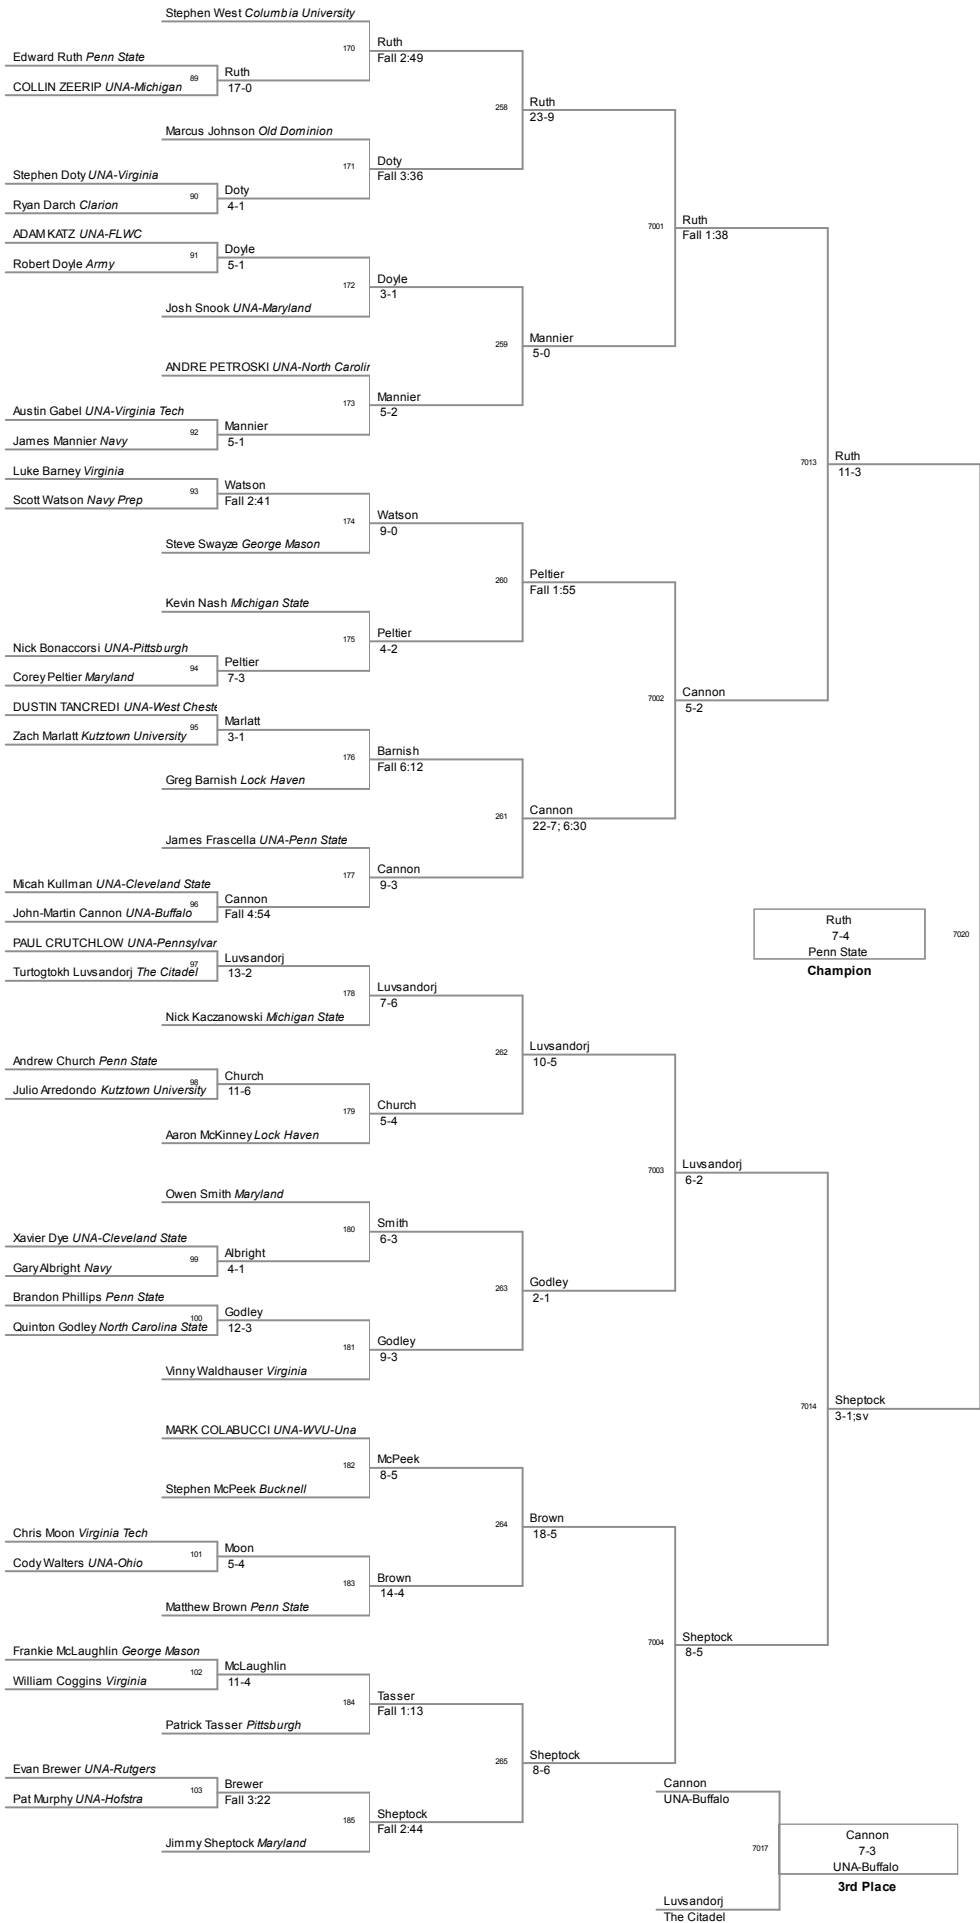 Stephen West Columbia University
170
Ruth
Fall 2:49
Edward Ruth Penn State
89
Ruth
COLLIN ZEERIP UNA-Michigan
17-0
258
Ruth
23-9
Marcus Johnson Old Dominion
171
Doty
Fall 3:36
Stephen Doty UNA-Virginia
90
Doty
Ryan Darch Clarion
4-1
7001
Ruth
Fall 1:38
ADAM KATZ UNA-FLWC
91
Doyle
Robert Doyle Army
5-1
172
Doyle
3-1
Josh Snook UNA-Maryland
259
Mannier
5-0
ANDRE PETROSKI UNA-North Carolir
173
Mannier
5-2
Austin Gabel UNA-Virginia Tech
92
Mannier
James Mannier Navy
5-1
7013
Ruth
11-3
Luke Barney Virginia
93
Watson
Scott Watson Navy Prep
Fall 2:41
174
Watson
9-0
Steve Swayze George Mason
260
Peltier
Fall 1:55
Kevin Nash Michigan State
175
Peltier
4-2
Nick Bonaccorsi UNA-Pittsburgh
94
Peltier
Corey Peltier Maryland
7-3
7002
Cannon
5-2
DUSTIN TANCREDI UNA-West Cheste
95
Marlatt
Zach Marlatt Kutztown University
3-1
176
Barnish
Fall 6:12
Greg Barnish Lock Haven
261
Cannon
22-7; 6:30
James Frascella UNA-Penn State
177
Cannon
9-3
Micah Kullman UNA-Cleveland State
96
Cannon
John-Martin Cannon UNA-Buffalo
Fall 4:54
Ruth
7-4
Penn State
Champion
7020
PAUL CRUTCHLOW UNA-Pennsylvar
97
Luvsandorj
Turtogtokh Luvsandorj The Citadel
13-2
178
Luvsandorj
7-6
Nick Kaczanowski Michigan State
262
Luvsandorj
10-5
Andrew Church Penn State
98
Church
Julio Arredondo Kutztown University
11-6
179
Church
5-4
Aaron McKinney Lock Haven
7003
Luvsandorj
6-2
Owen Smith Maryland
180
Smith
6-3
Xavier Dye UNA-Cleveland State
99
Albright
Gary Albright Navy
4-1
263
Godley
2-1
Brandon Phillips Penn State
100
Godley
Quinton Godley North Carolina State
12-3
181
Godley
9-3
Vinny Waldhauser Virginia
7014
Sheptock
3-1;sv
MARK COLABUCCI UNA-WVU-Una
182
McPeek
8-5
Stephen McPeek Bucknell
264
Brown
18-5
Chris Moon Virginia Tech
101
Moon
Cody Walters UNA-Ohio
5-4
183
Brown
14-4
Matthew Brown Penn State
7004
Sheptock
8-5
Frankie McLaughlin George Mason
102
McLaughlin
William Coggins Virginia
11-4
184
Tasser
Fall 1:13
Patrick Tasser Pittsburgh
265
Sheptock
8-6
Evan Brewer UNA-Rutgers
103
Brewer
Pat Murphy UNA-Hofstra
Fall 3:22
185
Sheptock
Fall 2:44
Jimmy Sheptock Maryland
Cannon
UNA-Buffalo
7017
Cannon
7-3
UNA-Buffalo
3rd Place
Luvsandorj
The Citadel